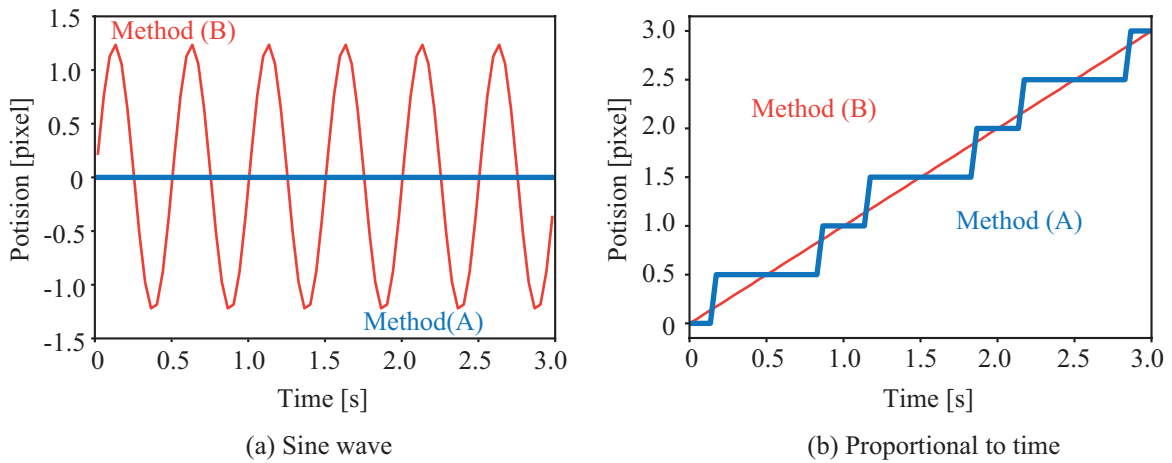 1.5
1.0
0.5
0
-0.5
-1.0
-1.5
Potision [pixel]
Method (B)
Method(A)
0 0.5 1.0 1.5 2.0 2.5 3.0
Time [s]
(a) Sine wave
3.0
2.5
2.0
1.5
1.0
0.5
0
Potision [pixel]
Method (B)
Method (A)
0 0.5 1.0 1.5 2.0 2.5 3.0
Time [s]
(b) Proportional to time